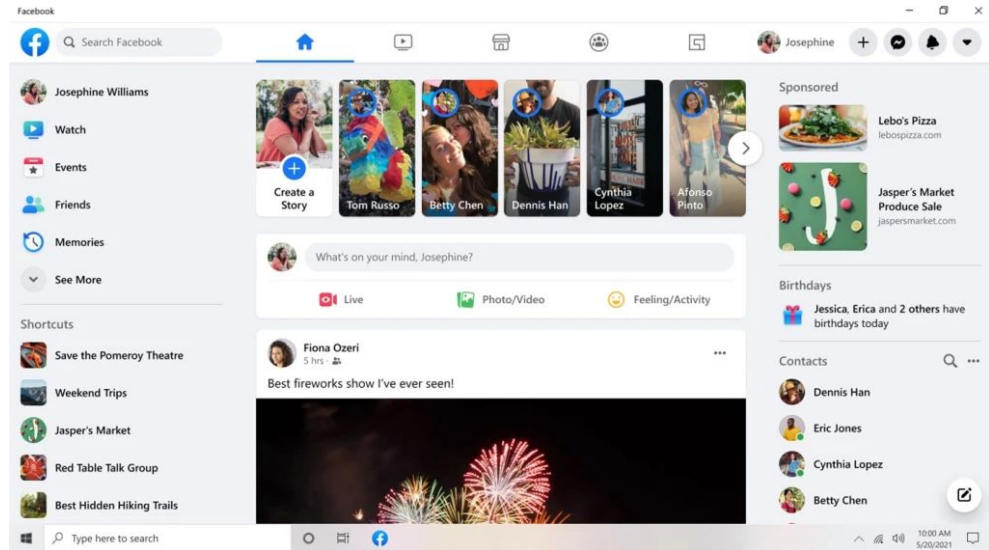 Facebook
Search Facebook
Josephine
Josephine Williams
Watch
Events
Friends
Memories
See More
Shortcuts
Save the Pomeroy Theatre
Weekend Trips
Jasper's Market
Red Table Talk Group
Best Hidden Hiking Trails
Create a
Story
Tom Russo
Betty Chen
Dennis Han
Cynthia
Lopez
Afonso
Pinto
What's on your mind, Josephine?
Live
Photo/Video
Feeling/Activity
Fiona Ozeri
5 hrs ·
Best fireworks show I've ever seen!
Sponsored
Lebo's Pizza
lebospizza.com
Jasper's Market
Produce Sale
jaspersmarket.com
Birthdays
Jessica, Erica and 2 others have
birthdays today
Contacts
Dennis Han
Eric Jones
Cynthia Lopez
Betty Chen
Type here to search
10:00 AM
5/20/2021